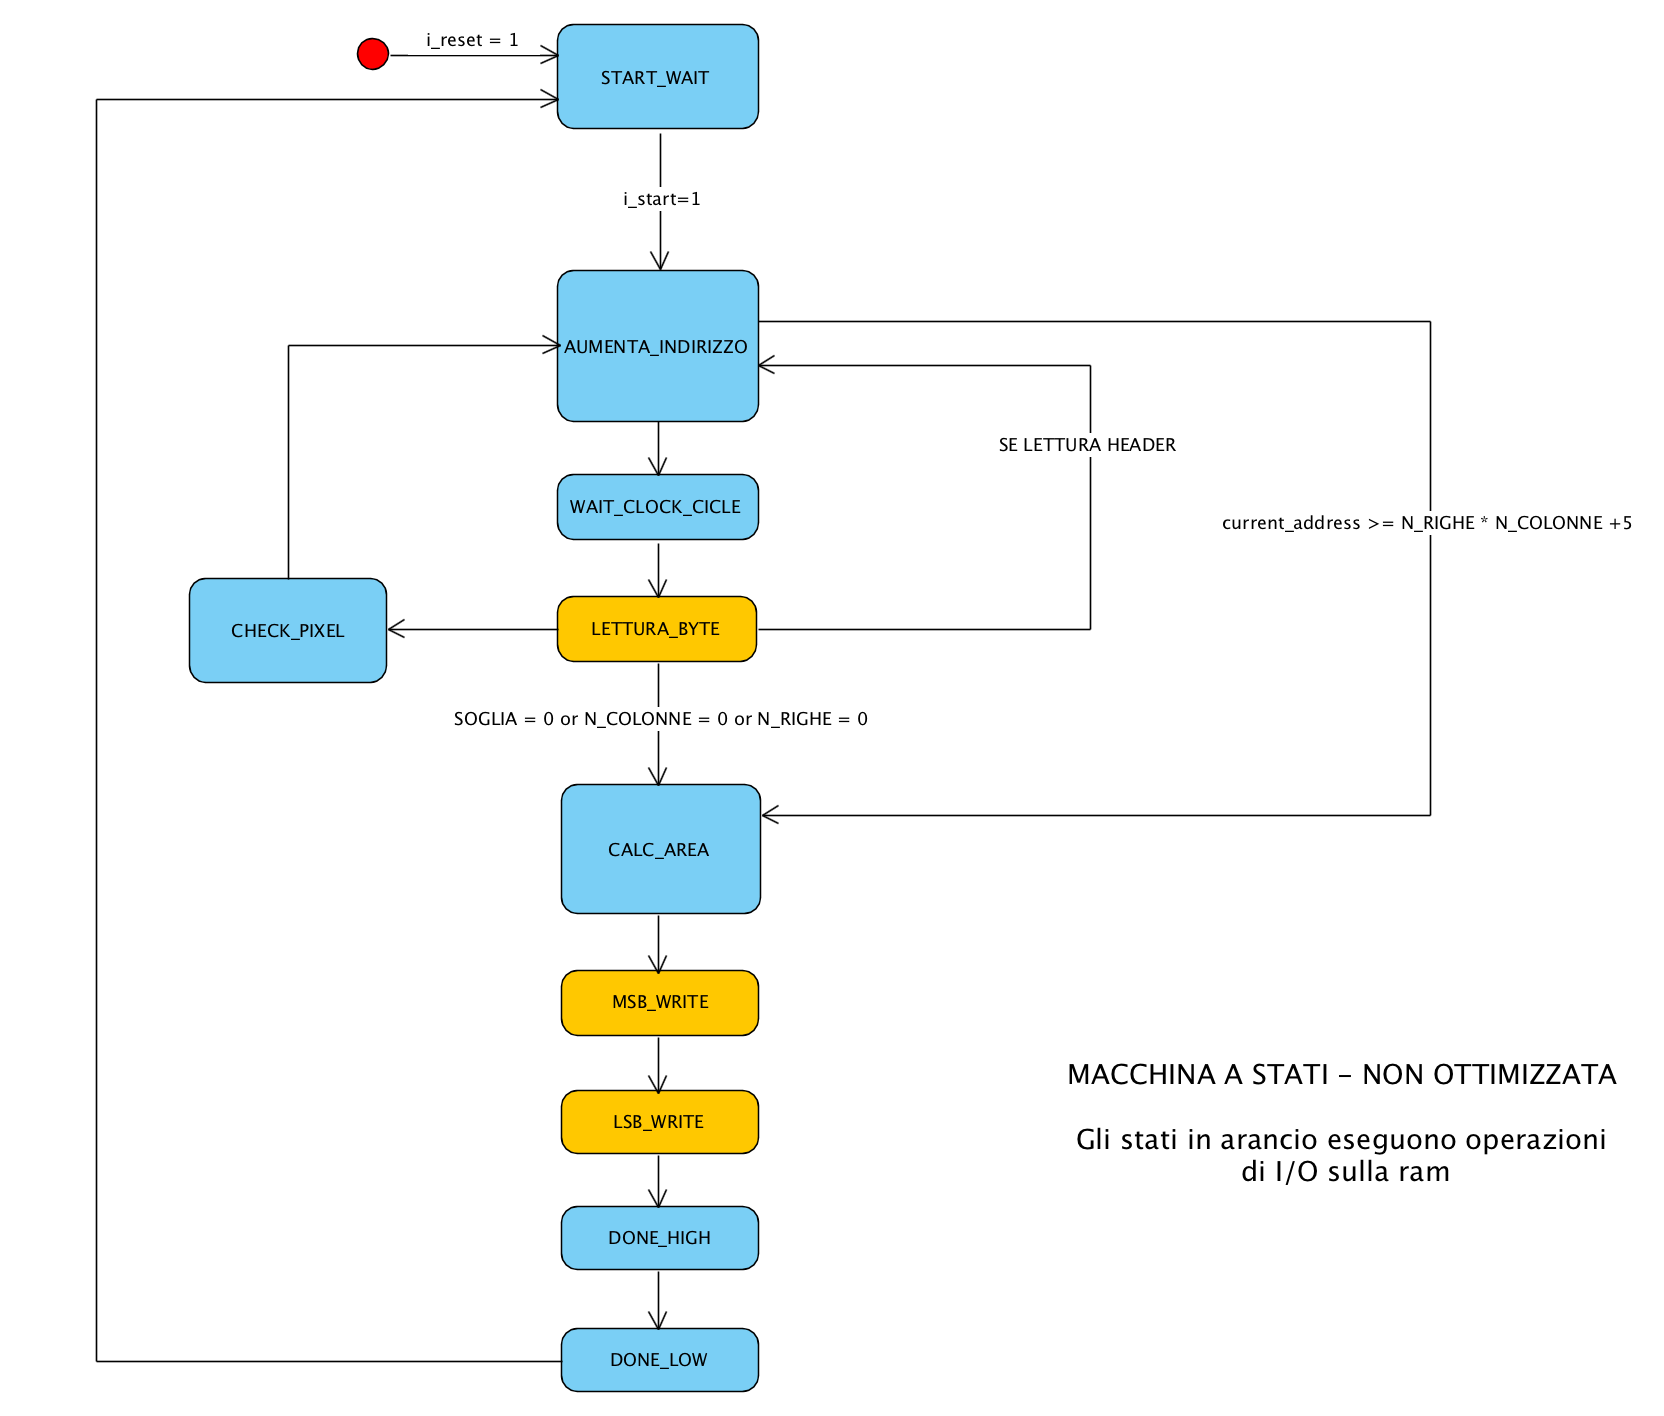 i_reset = 1
START_WAIT
i_start=1
AUMENTA_INDIRIZZO
SE LETTURA HEADER
WAIT_CLOCK_CICLE
current_address >= N_RIGHE * N_COLONNE +5
CHECK_PIXEL
LETTURA_BYTE
SOGLIA = 0 or N_COLONNE = 0 or N_RIGHE = 0
CALC_AREA
MSB_WRITE
MACCHINA A STATI - NON OTTIMIZZATA
LSB_WRITE
Gli stati in arancio eseguono operazioni
di I/O sulla ram
DONE_HIGH
DONE_LOW